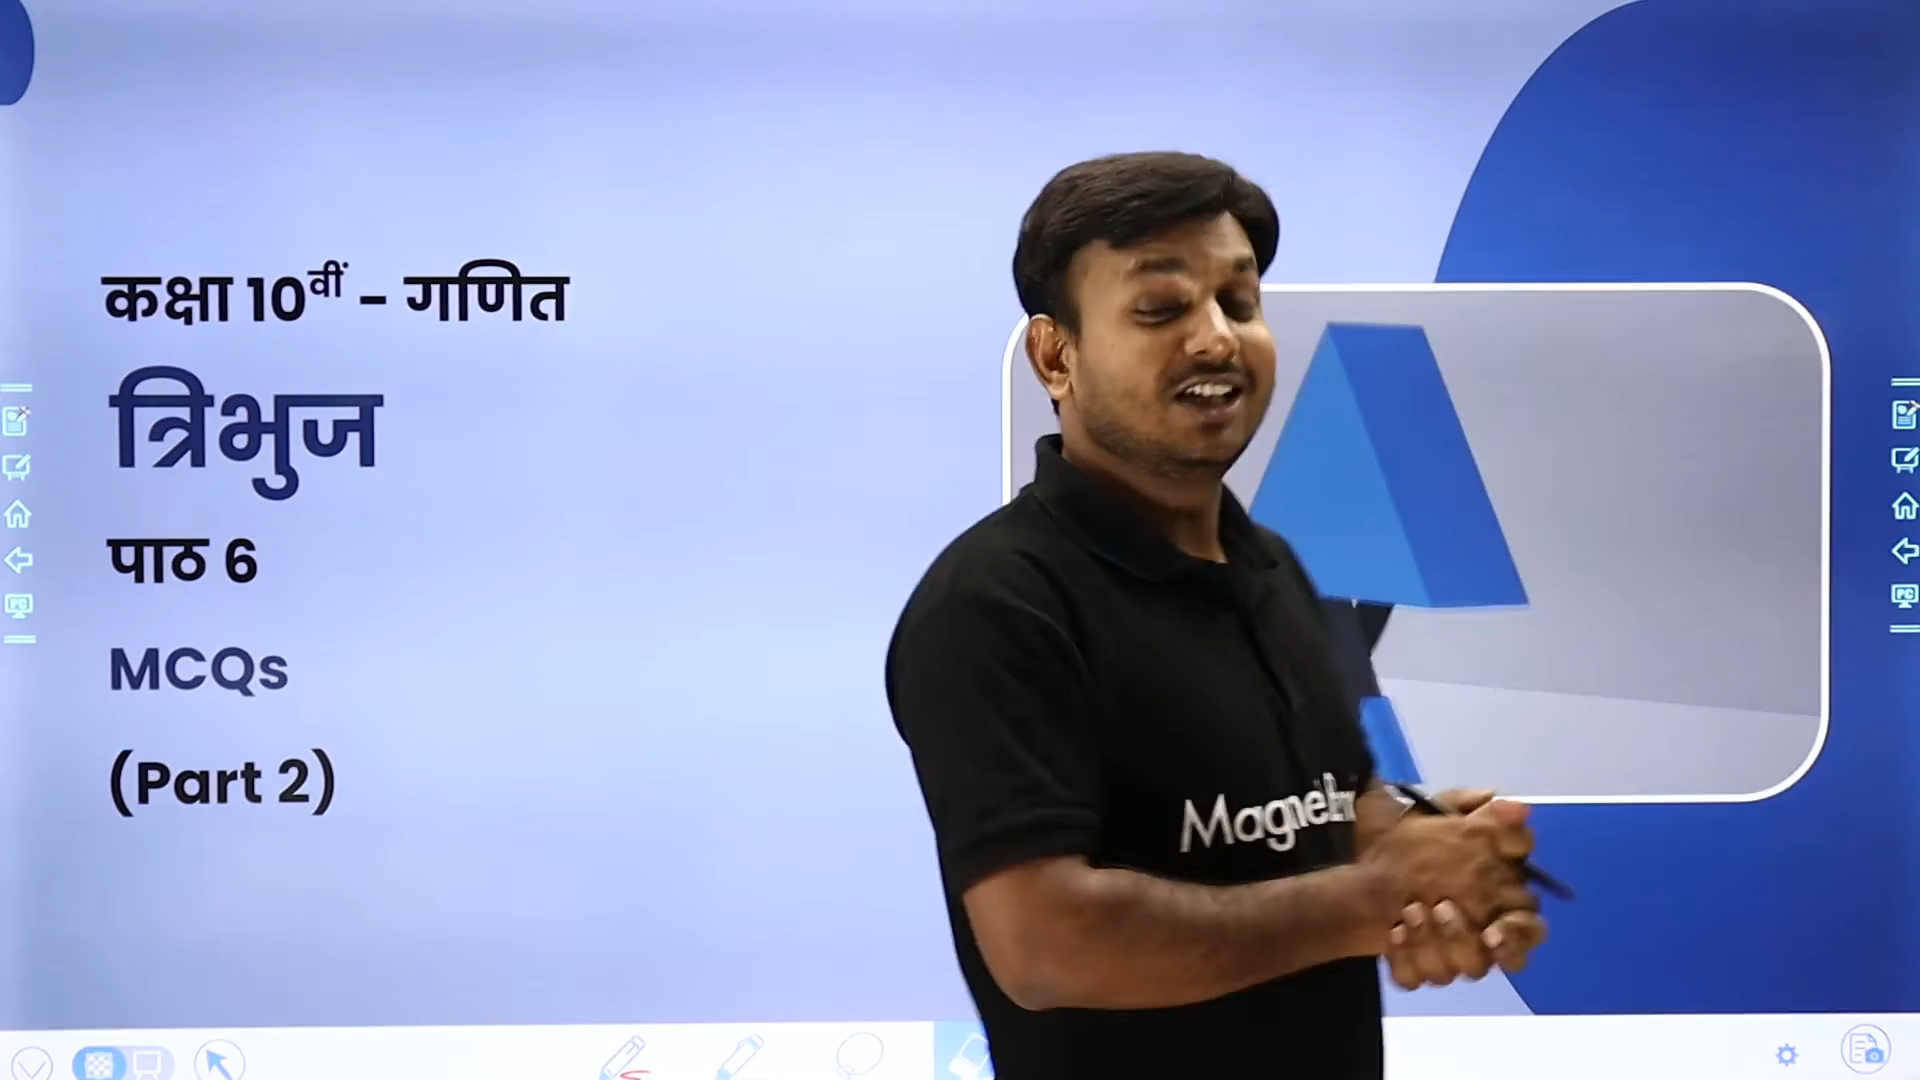 कक्षा 10वीं - गणित
त्रिभुज
पाठ 6
MCQs
(Part 2)